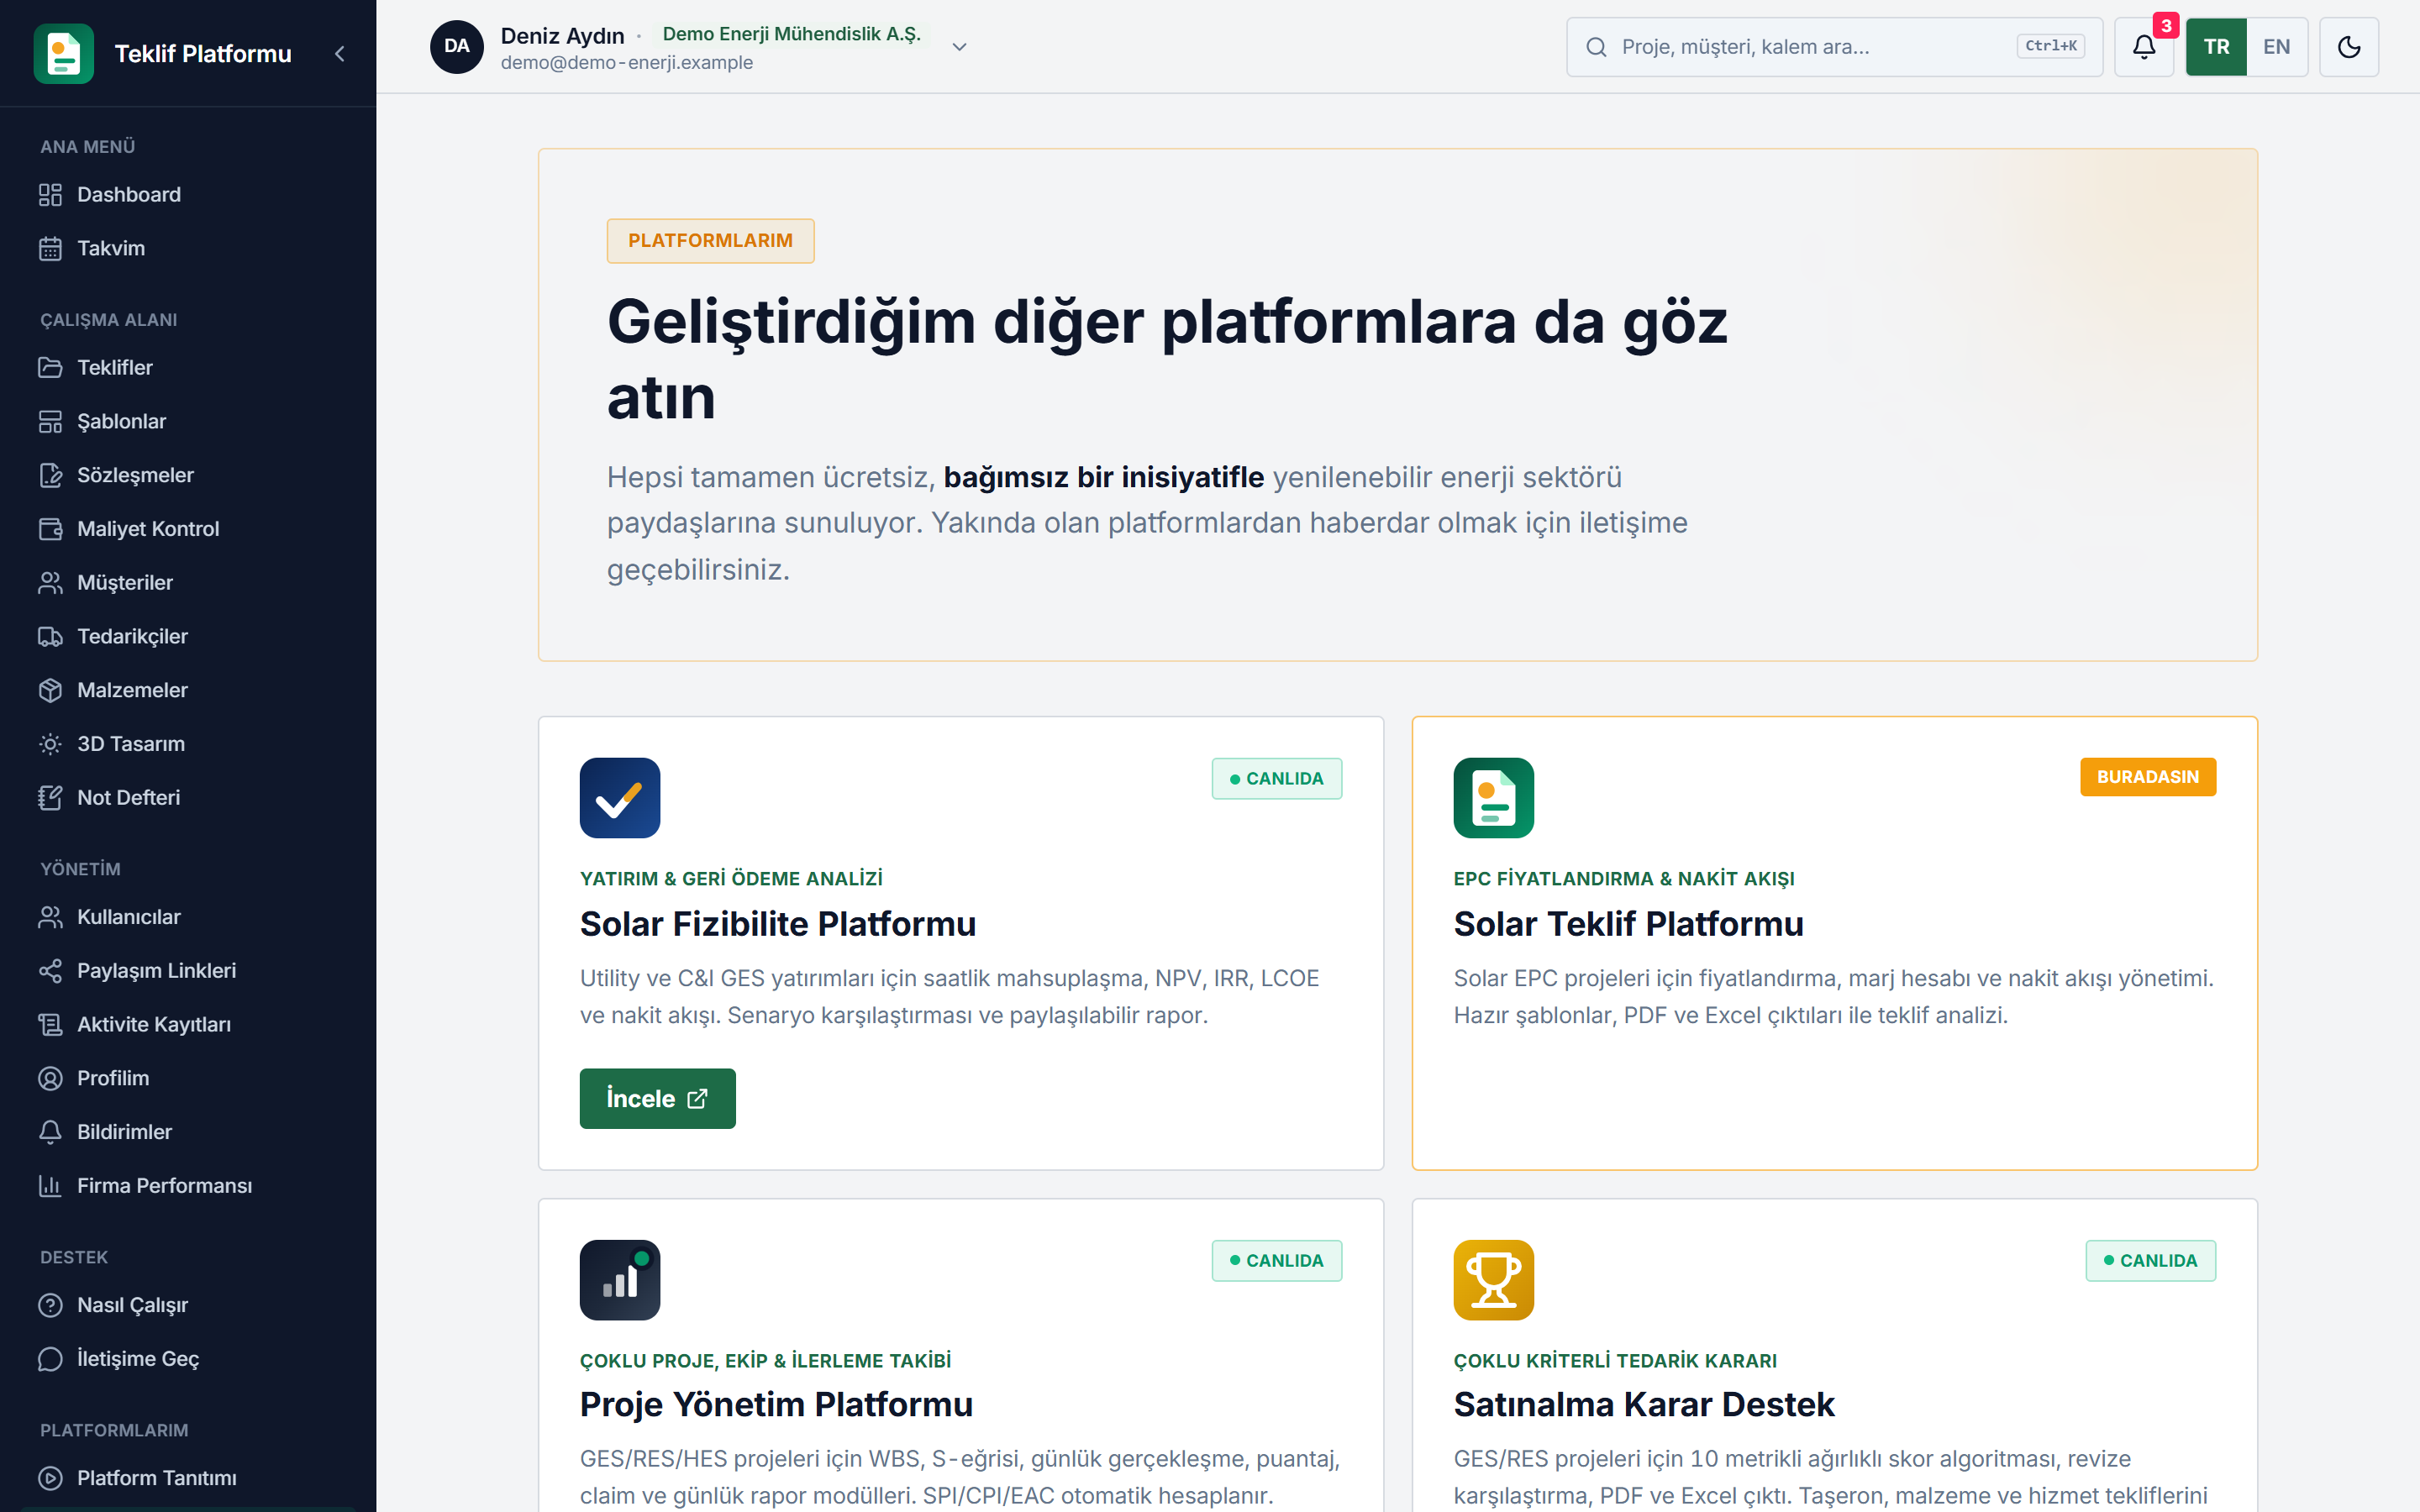 Teklif Platformu
ANA MENÜ
Dashboard
Takvim
ÇALIŞMA ALANI
Teklifler
Şablonlar
Sözleşmeler
Maliyet Kontrol
Müşteriler
Tedarikçiler
Malzemeler
3D Tasarım
Not Defteri
YÖNETİM
Kullanıcılar
Paylaşım Linkleri
Aktivite Kayıtları
Profilim
Bildirimler
Firma Performansı
DESTEK
Nasıl Çalışır
İletişime Geç
PLATFORMLARIM
Platform Tanıtımı
DA
Deniz Aydın · Demo Enerji Mühendislik A.Ş.
demo@demo-enerji.example
Proje, müşteri, kalem ara...
Ctrl+K
3
TR
EN
PLATFORMLARIM
Geliştirdiğim diğer platformlara da göz
atın
Hepsi tamamen ücretsiz, bağımsız bir inisiyatifle yenilenebilir enerji sektörü
paydaşlarına sunuluyor. Yakında olan platformlardan haberdar olmak için iletişime
geçebilirsiniz.
CANLIDA
YATIRIM & GERİ ÖDEME ANALİZİ
Solar Fizibilite Platformu
Utility ve C&I GES yatırımları için saatlik mahsuplaşma, NPV, IRR, LCOE
ve nakit akışı. Senaryo karşılaştırması ve paylaşılabilir rapor.
İncele
BURADASIN
EPC FİYATLANDIRMA & NAKİT AKIŞI
Solar Teklif Platformu
Solar EPC projeleri için fiyatlandırma, marj hesabı ve nakit akışı yönetimi.
Hazır şablonlar, PDF ve Excel çıktıları ile teklif analizi.
CANLIDA
ÇOKLU PROJE, EKİP & İLERLEME TAKİBİ
Proje Yönetim Platformu
GES/RES/HES projeleri için WBS, S-eğrisi, günlük gerçekleşme, puantaj,
claim ve günlük rapor modülleri. SPI/CPI/EAC otomatik hesaplanır.
CANLIDA
ÇOKLU KRİTERLİ TEDARİK KARARI
Satınalma Karar Destek
GES/RES projeleri için 10 metrikli ağırlıklı skor algoritması, revize
karşılaştırma, PDF ve Excel çıktı. Taşeron, malzeme ve hizmet tekliflerini